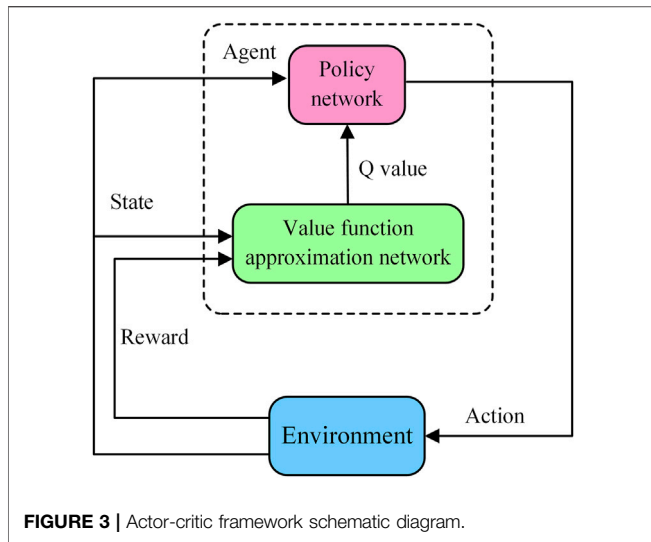 Agent
Policy
network
Q value
State
Value function
approximation network
Reward
Action
Environment
FIGURE 3 | Actor-critic framework schematic diagram.